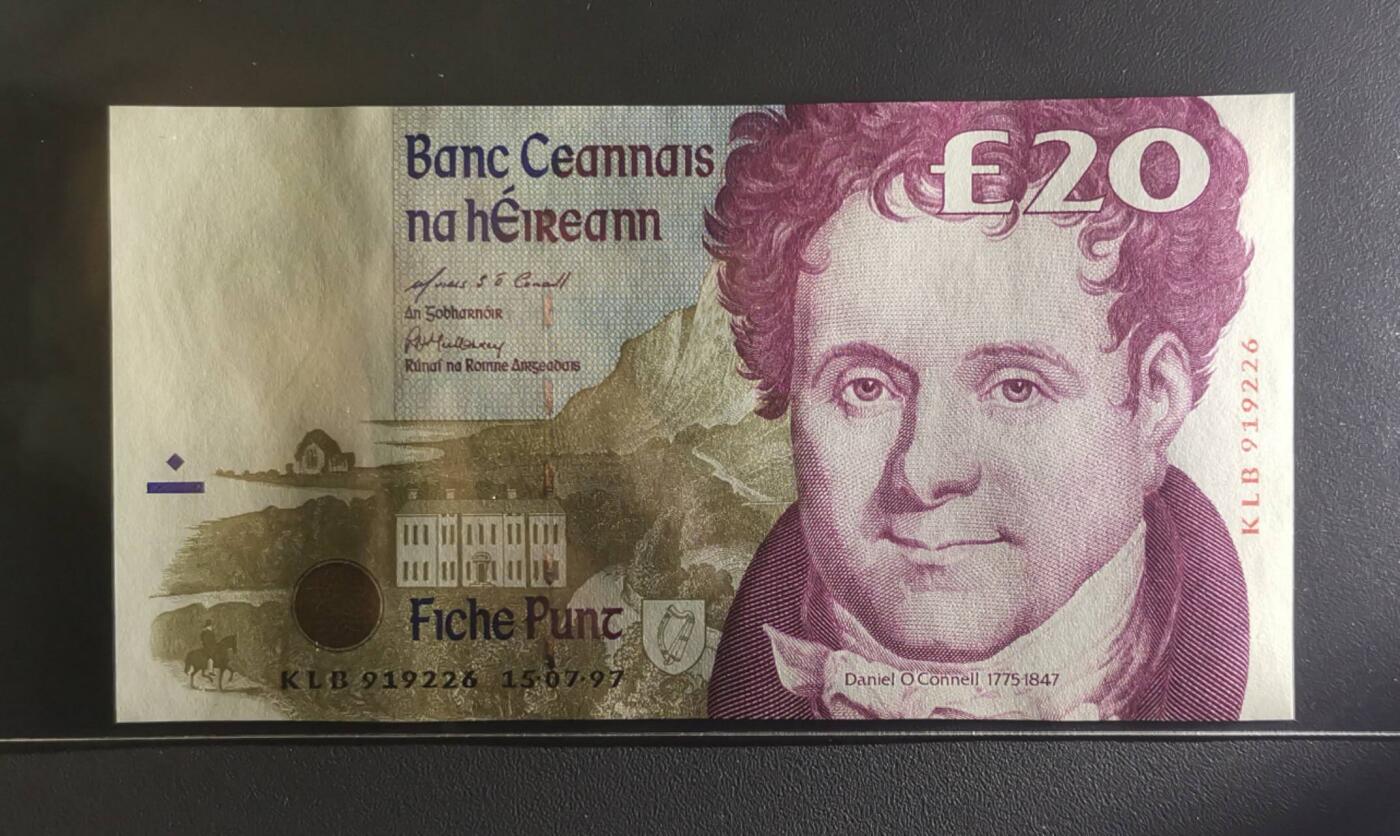 Banc Ceannais
na hÉireann
£20
An Gobharnóir
Rúnaí na Roinne Airgeadais
Fiche Punt
KLB 919226 15·07·97
Daniel O'Connell 1775-1847
KLB 919226